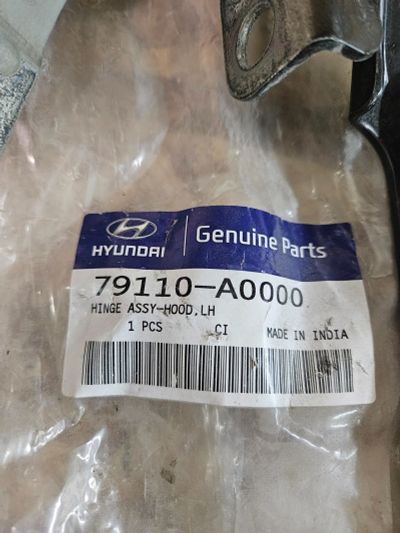 HYUNDAI
Genuine Parts
79110-A0000
HINGE ASSY-HOOD,LH
1 PCS CI MADE IN INDIA